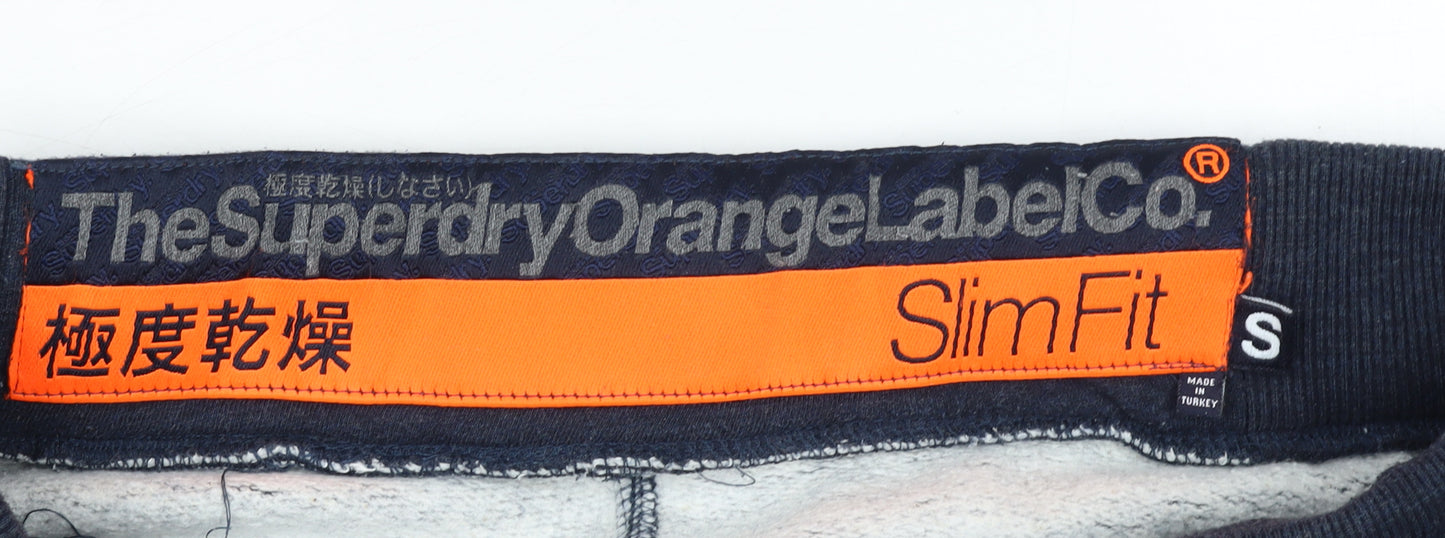 極度乾燥(しなさい)
TheSuperdryOrangeLabelCo.®
極度乾燥
Slim Fit
S
MADE
IN
TURKEY